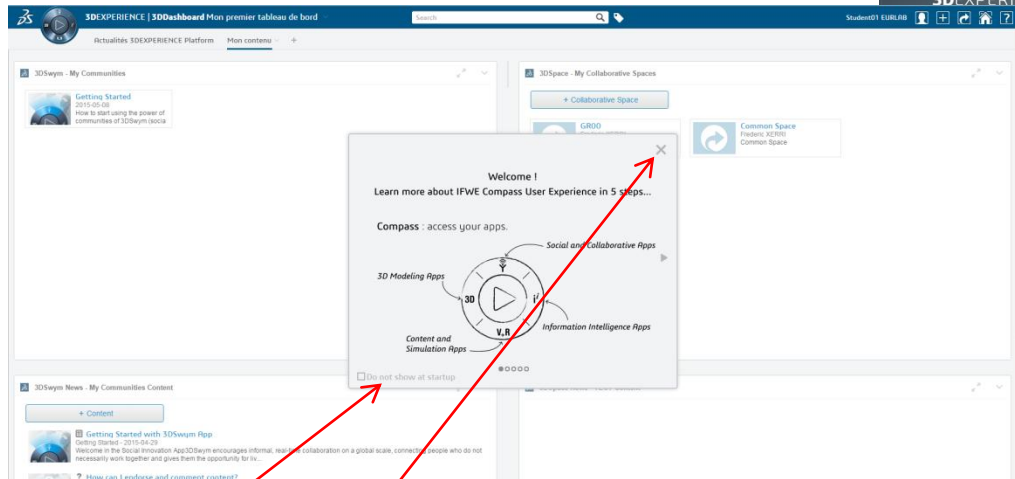 3DEXPERI
3DEXPERIENCE | 3DDashboard Mon premier tableau de bord
Search
Student01 EURLAB
Actualités 3DEXPERIENCE Platform
Mon contenu
+
3DSwym - My Communities
Getting Started
2015-05-08
How to start using the power of
communities of 3DSwym (socia
3DSpace - My Collaborative Spaces
+ Collaborative Space
GR00
Frederic XERRI
Common Space
Frederic XERRI
Common Space
Welcome !
Learn more about IFWE Compass User Experience in 5 steps...
Compass : access your apps.
Social and Collaborative Apps
3D Modeling Apps
3D
i
V.R
Information Intelligence Apps
Content and
Simulation Apps
Do not show at startup
3DSwym News - My Communities Content
+ Content
Getting Started with 3DSwym App
Getting Started - 2015-04-29
Welcome in the Social Innovation App3DSwym encourages informal, real-time collaboration on a global scale, connecting people who do not
necessarily work together and gives them the opportunity for liv...
? How can I endorse and comment content?